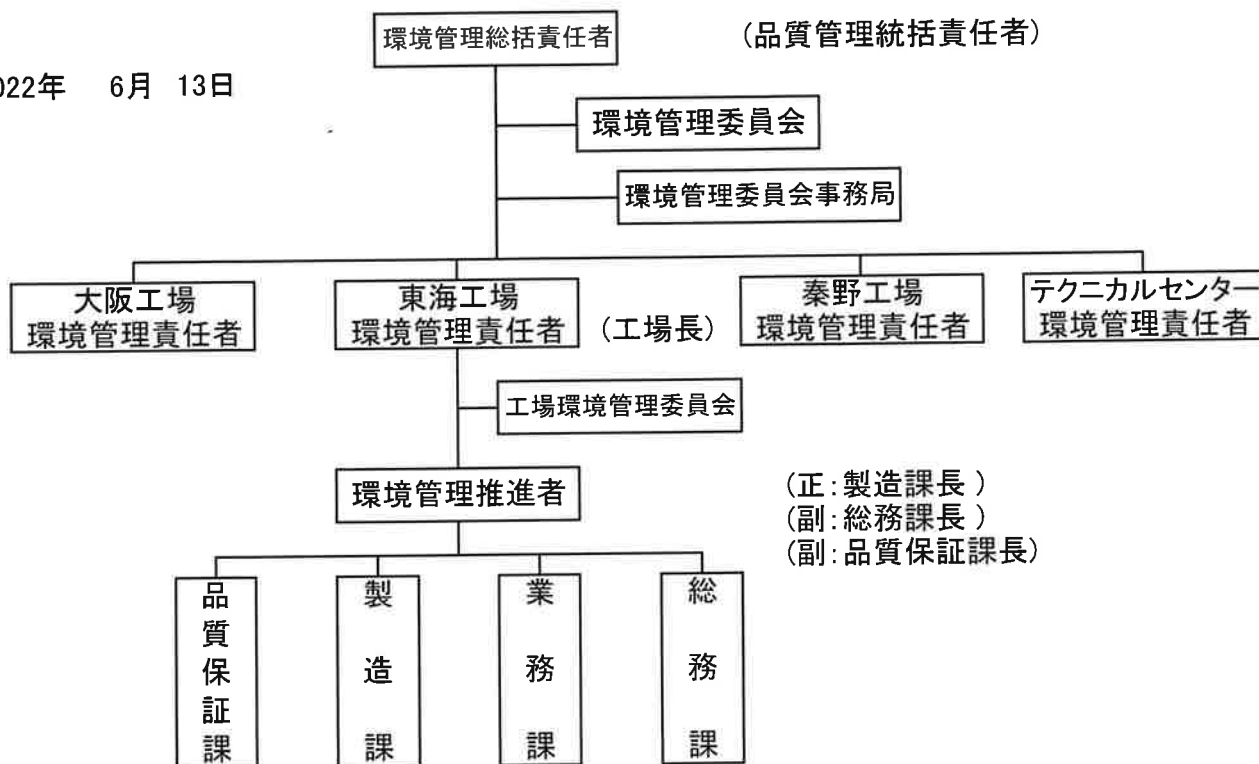 環境管理総括責任者
(品質管理統括責任者)
022年 6月 13日
環境管理委員会
環境管理委員会事務局
大阪工場
環境管理責任者
東海工場
環境管理責任者
(工場長)
秦野工場
環境管理責任者
テクニカルセンター
環境管理責任者
工場環境管理委員会
環境管理推進者
(正:製造課長)
(副:総務課長)
(副:品質保証課長)
品質保証課
製造課
業務課
総務課